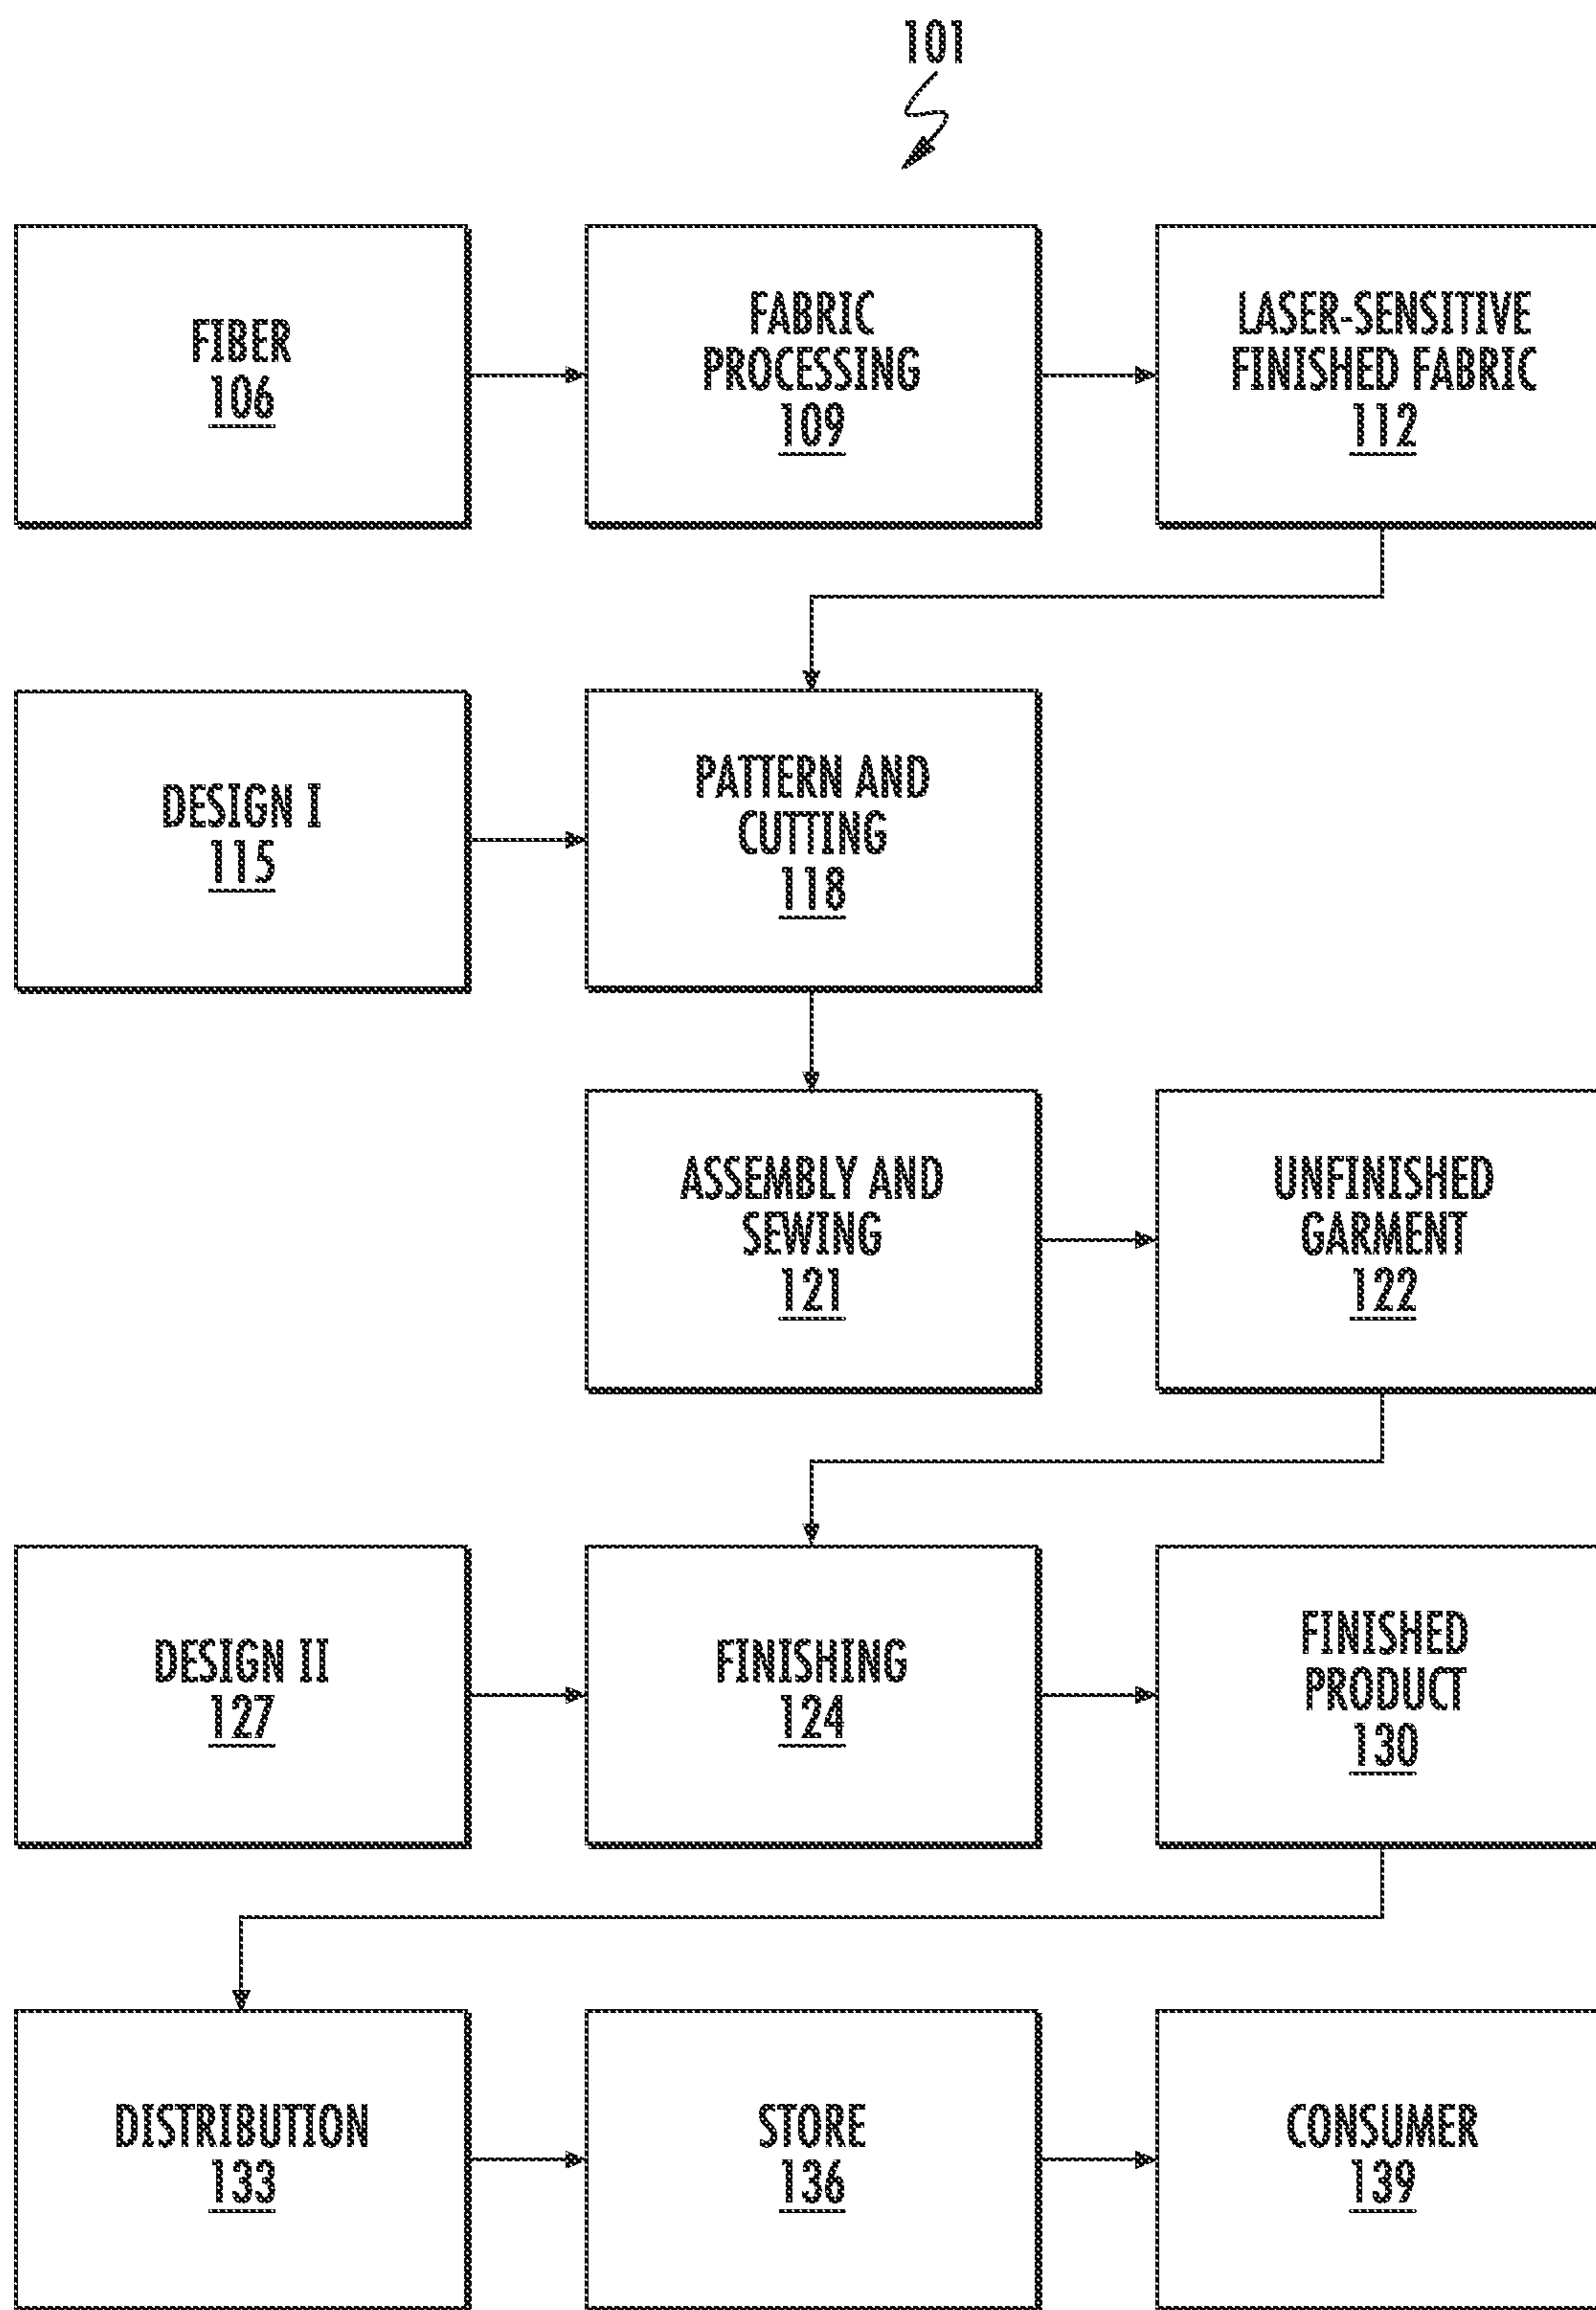 101
FIBER
106
FABRIC
PROCESSING
109
LASER-SENSITIVE
FINISHED FABRIC
112
DESIGN I
115
PATTERN AND
CUTTING
118
ASSEMBLY AND
SEWING
121
UNFINISHED
GARMENT
122
DESIGN II
127
FINISHING
124
FINISHED
PRODUCT
130
DISTRIBUTION
133
STORE
136
CONSUMER
139